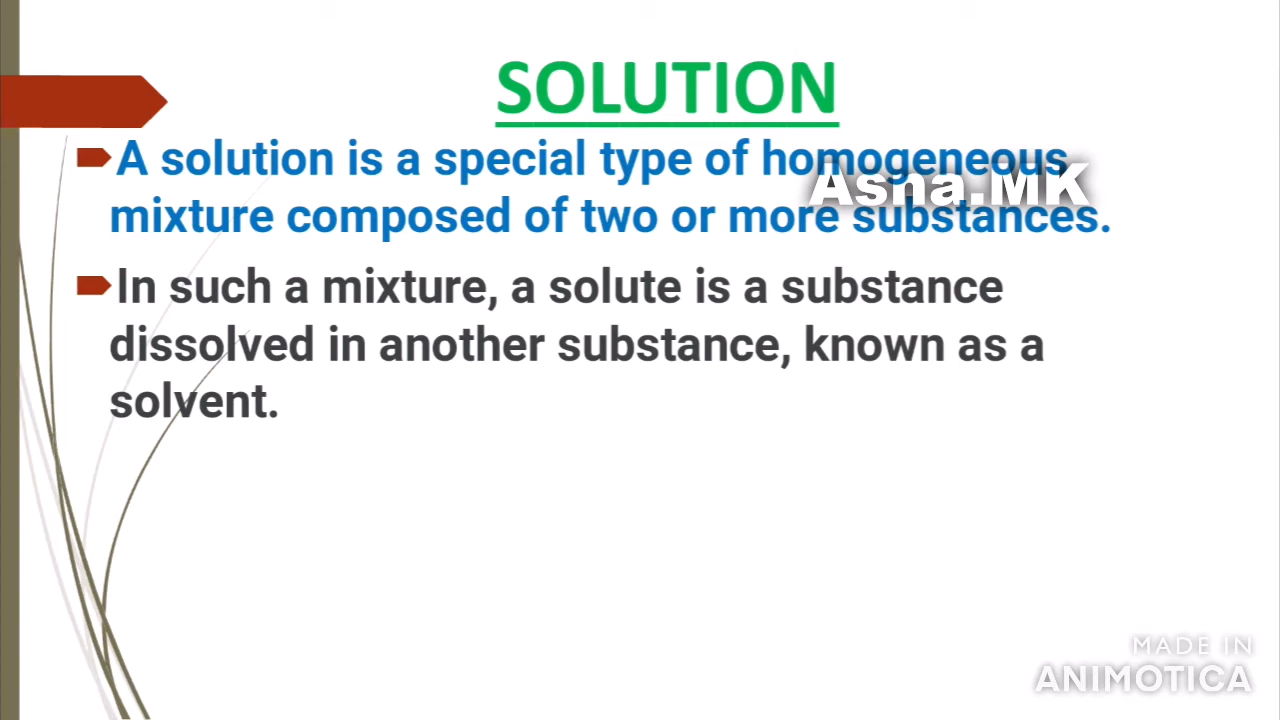 SOLUTION
A solution is a special type of homogeneous
Asna.MK
mixture composed of two or more substances.
In such a mixture, a solute is a substance
dissolved in another substance, known as a
solvent.
MADE IN
ANIMOTICA